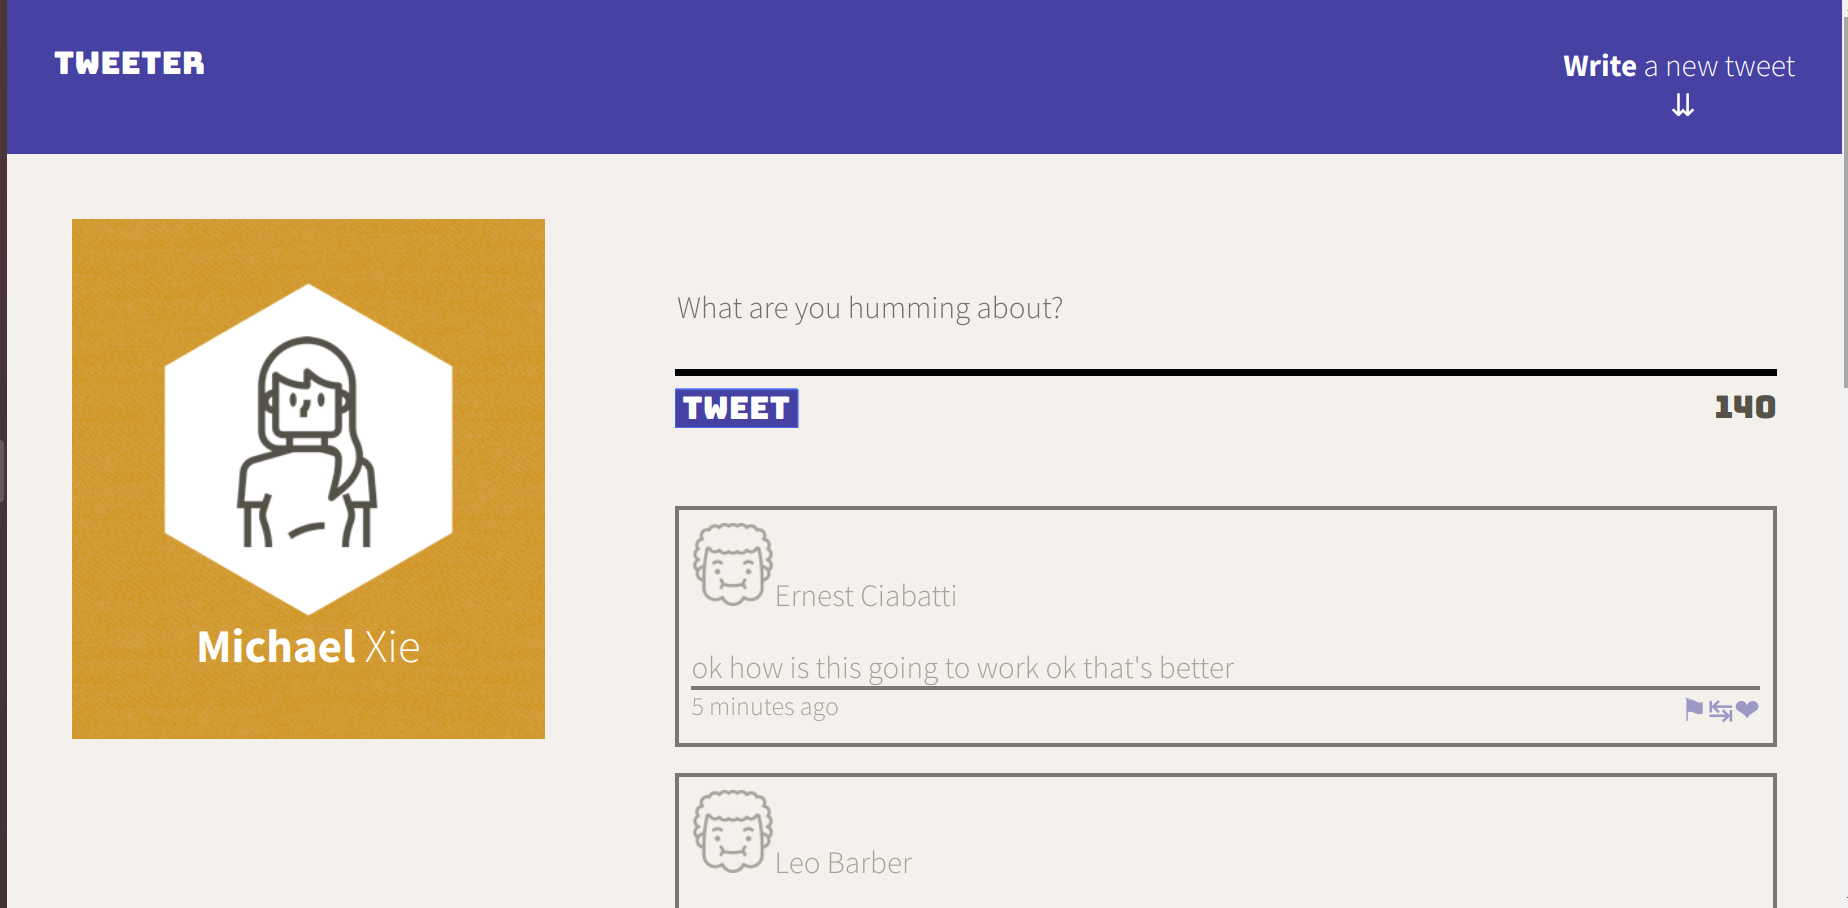 TWEETER
Write a new tweet
⇊
Michael Xie
What are you humming about?
TWEET
140
Ernest Ciabatti
ok how is this going to work ok that's better
5 minutes ago
Leo Barber